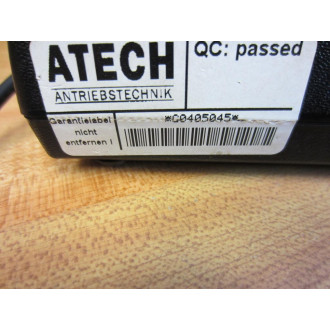 ATECH
ANTRIEBSTECHNIK
QC: passed
Garantielabel
nicht
entfernen !
*C0405045*